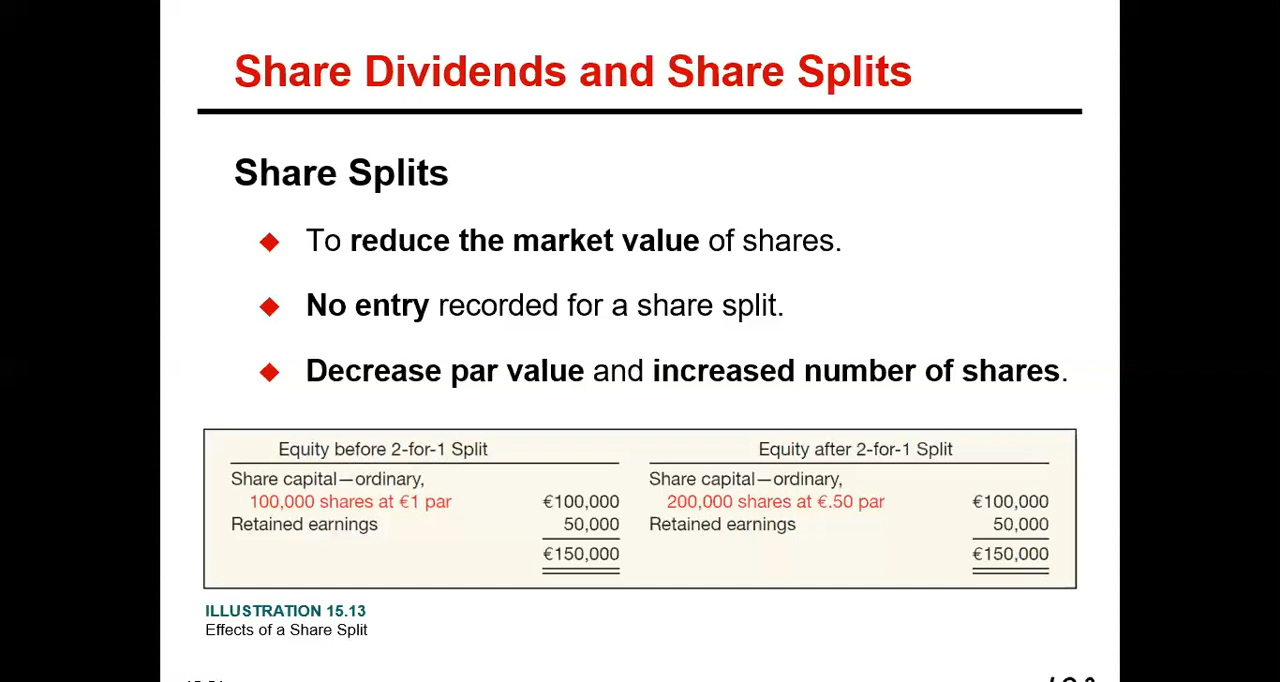 Share Dividends and Share Splits
Share Splits
To reduce the market value of shares.
No entry recorded for a share split.
Decrease par value and increased number of shares.
Equity before 2-for-1 Split
Share capital—ordinary,
100,000 shares at €1 par €100,000
Retained earnings 50,000
€150,000
Equity after 2-for-1 Split
Share capital—ordinary,
200,000 shares at €.50 par €100,000
Retained earnings 50,000
€150,000
ILLUSTRATION 15.13
Effects of a Share Split